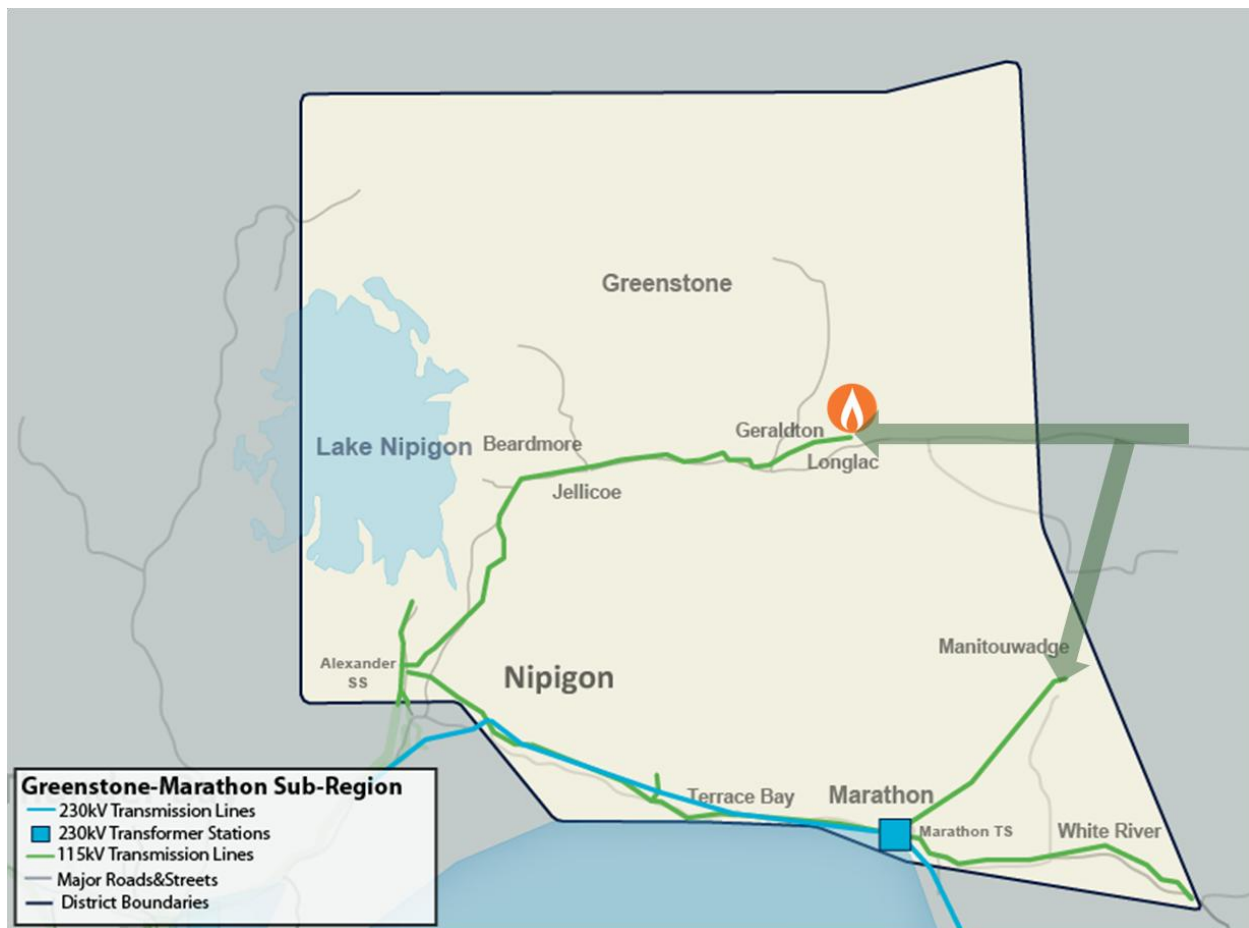 Greenstone
Geraldton
Beardmore
Lake Nipigon
Longlac
Jellicoe
Manitouwadge
Alexander
SS
Nipigon
Terrace Bay
Marathon
Marathon TS
White River
Greenstone-Marathon Sub-Region
230kV Transmission Lines
230kV Transformer Stations
115kV Transmission Lines
Major Roads&Streets
District Boundaries